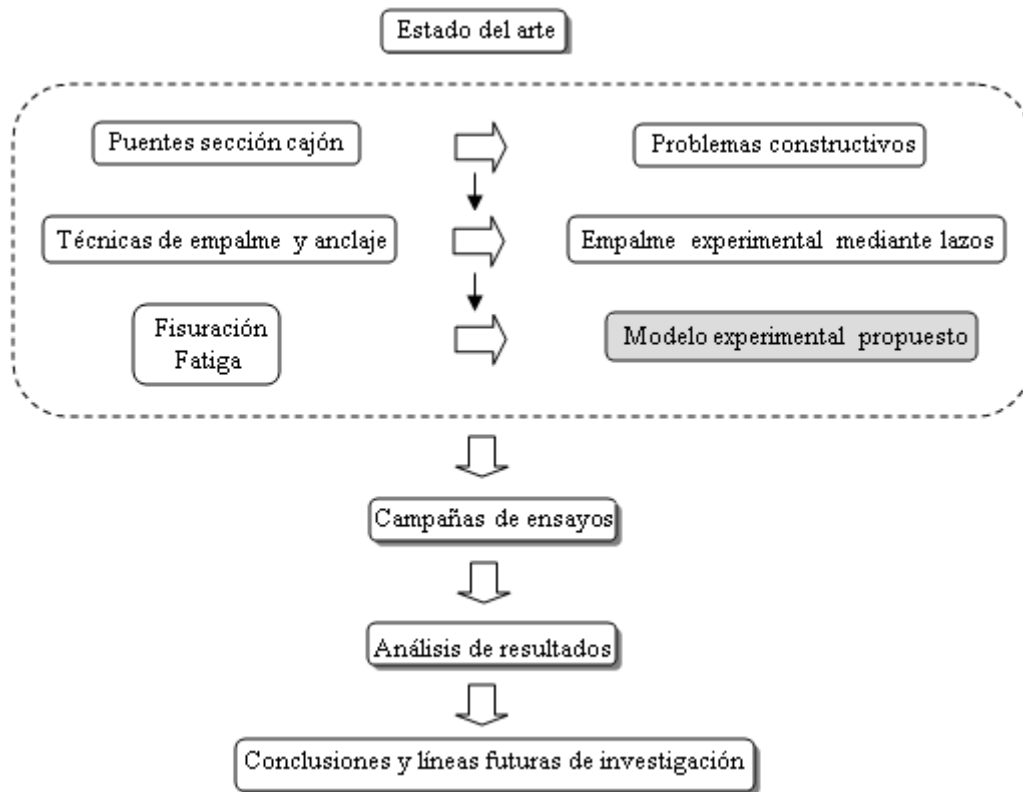 Estado del arte
Puentes sección cajón
Problemas constructivos
Técnicas de empalme y anclaje
Empalme experimental mediante lazos
Fisuración
Fatiga
Modelo experimental propuesto
Campañas de ensayos
Análisis de resultados
Conclusiones y líneas futuras de investigación